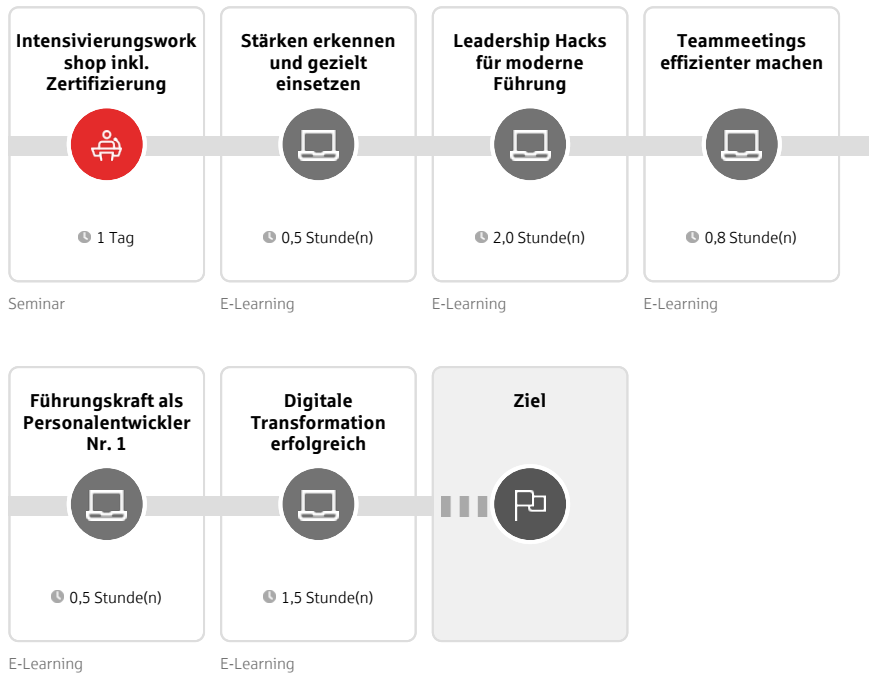 Intensivierungswork
shop inkl.
Zertifizierung
1 Tag
Seminar
Stärken erkennen
und gezielt
einsetzen
0,5 Stunde(n)
E-Learning
Leadership Hacks
für moderne
Führung
2,0 Stunde(n)
E-Learning
Teammeetings
effizienter machen
0,8 Stunde(n)
E-Learning
Führungskraft als
Personalentwickler
Nr. 1
0,5 Stunde(n)
E-Learning
Digitale
Transformation
erfolgreich
1,5 Stunde(n)
E-Learning
Ziel